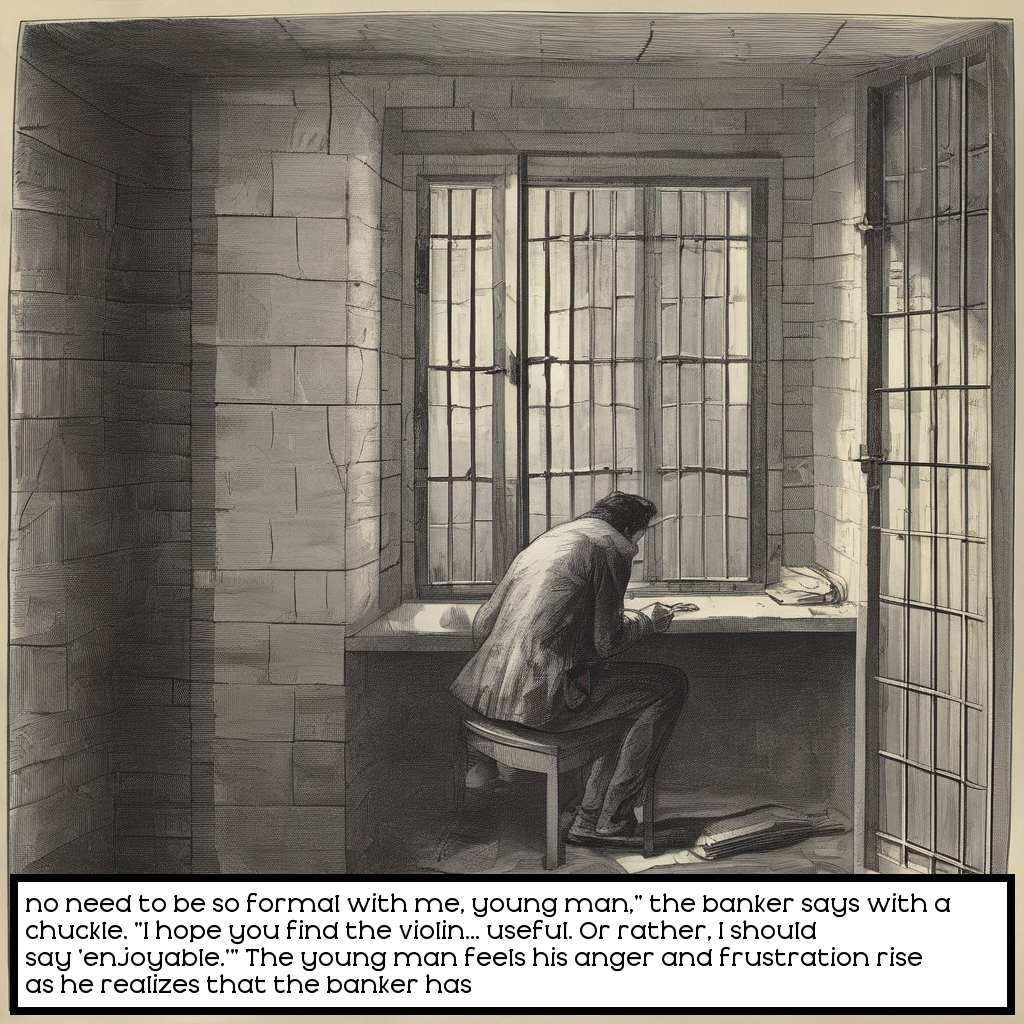 no need to be so formal with me, young man," the banker says with a
chuckle. "I hope you find the violin... useful. Or rather, I should
say 'enjoyable.'" The young man feels his anger and frustration rise
as he realizes that the banker has